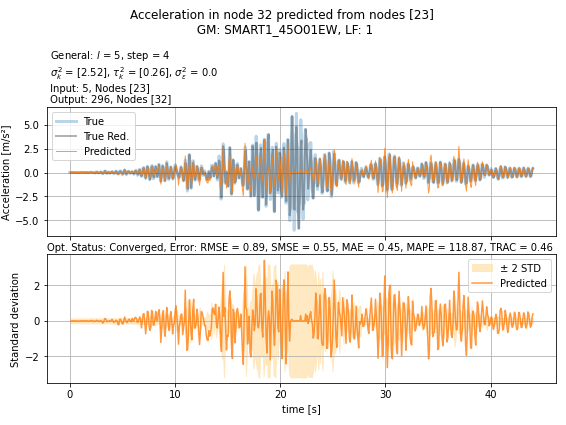 Acceleration in node 32 predicted from nodes [23]
GM: SMART1_45O01EW, LF: 1
General: l = 5, step = 4
σ²ₖ = [2.52], τ²ₖ = [0.26], σ²ε = 0.0
Input: 5, Nodes [23]
Output: 296, Nodes [32]
Acceleration [m/s²]
5.0
2.5
0.0
−2.5
−5.0
True
True Red.
Predicted
Opt. Status: Converged, Error: RMSE = 0.89, SMSE = 0.55, MAE = 0.45, MAPE = 118.87, TRAC = 0.46
Standard deviation
2
0
−2
± 2 STD
Predicted
0 10 20 30 40
time [s]